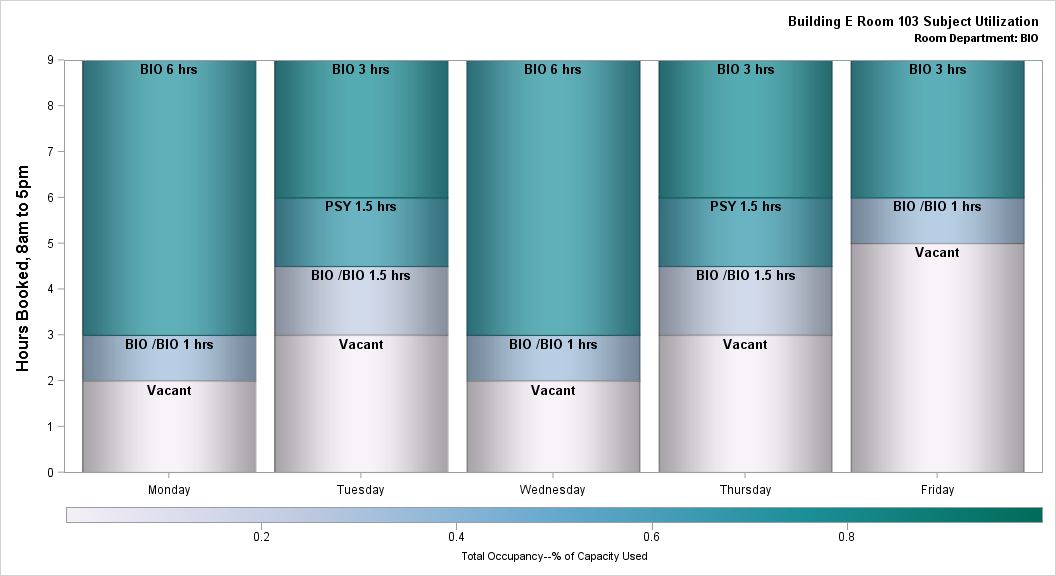 Building E Room 103 Subject Utilization
Room Department: BIO
Hours Booked, 8am to 5pm
9
8
7
6
5
4
3
2
1
0
BIO 6 hrs
BIO /BIO 1 hrs
Vacant
BIO 3 hrs
PSY 1.5 hrs
BIO /BIO 1.5 hrs
Vacant
BIO 6 hrs
BIO /BIO 1 hrs
Vacant
BIO 3 hrs
PSY 1.5 hrs
BIO /BIO 1.5 hrs
Vacant
BIO 3 hrs
BIO /BIO 1 hrs
Vacant
Monday Tuesday Wednesday Thursday Friday
0.2 0.4 0.6 0.8
Total Occupancy--% of Capacity Used